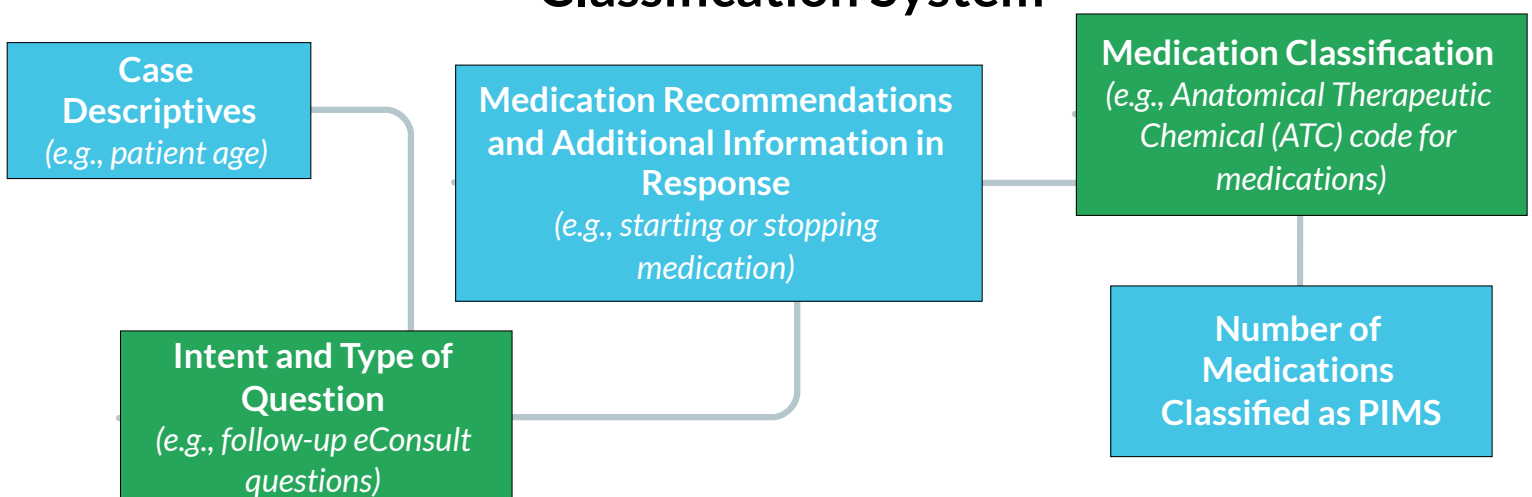 Classification System
Case
Descriptives
(e.g., patient age)
Intent and Type of
Question
(e.g., follow-up eConsult
questions)
Medication Recommendations
and Additional Information in
Response
(e.g., starting or stopping
medication)
Medication Classification
(e.g., Anatomical Therapeutic
Chemical (ATC) code for
medications)
Number of
Medications
Classified as PIMS